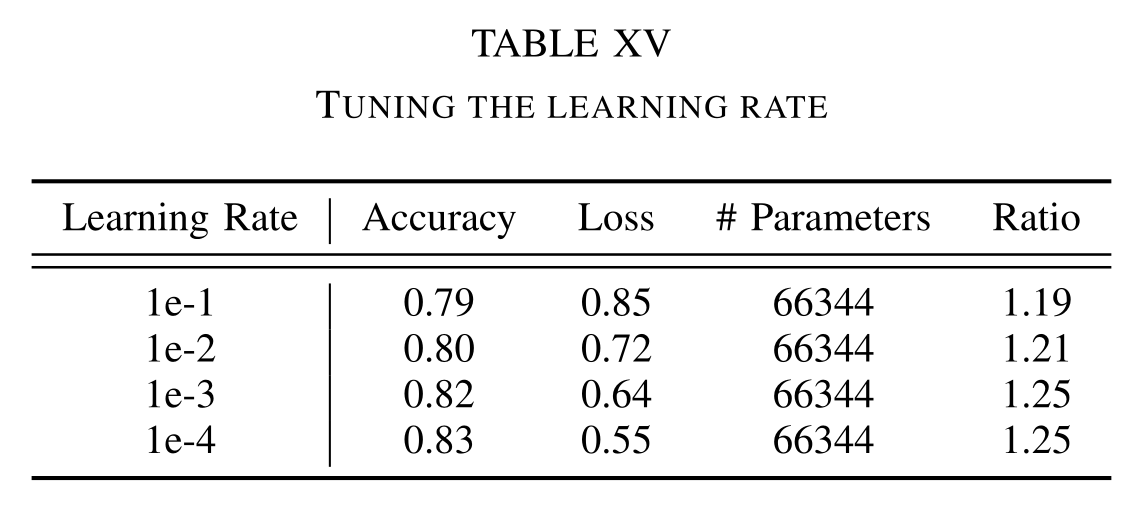 TABLE XV
TUNING THE LEARNING RATE
Learning Rate Accuracy Loss # Parameters Ratio
1e-1 0.79 0.85 66344 1.19
1e-2 0.80 0.72 66344 1.21
1e-3 0.82 0.64 66344 1.25
1e-4 0.83 0.55 66344 1.25